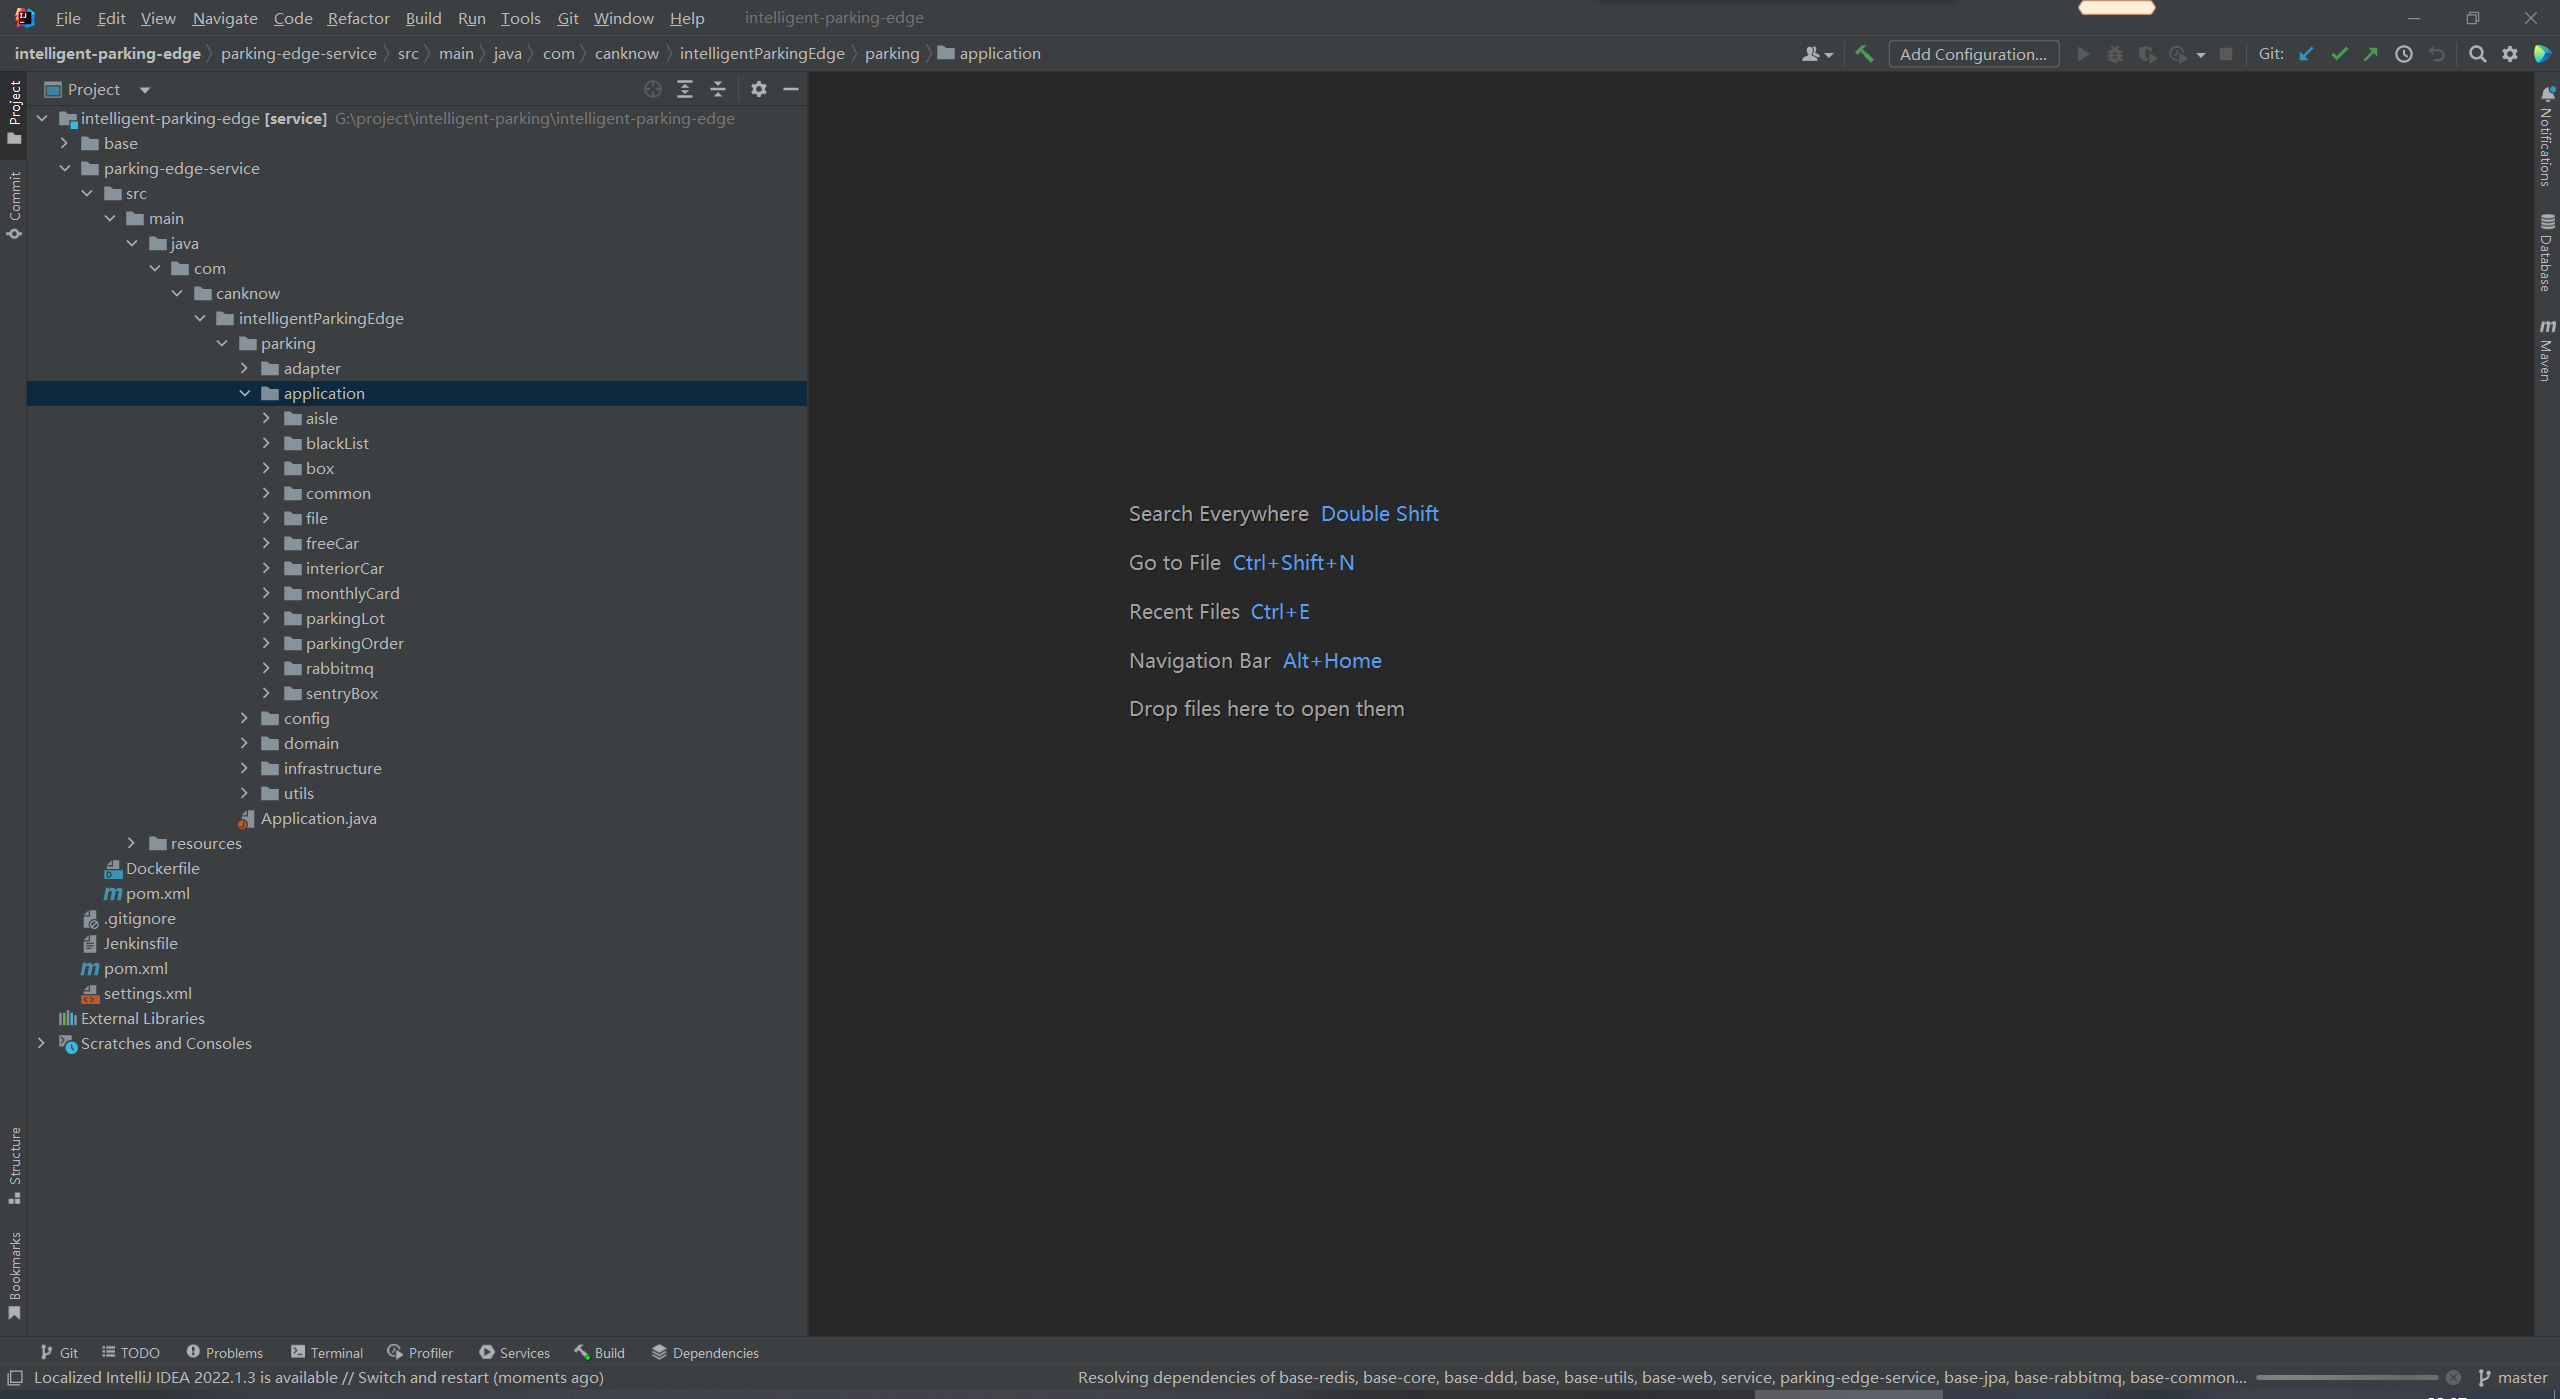 File Edit View Navigate Code Refactor Build Run Tools Git Window Help intelligent-parking-edge
intelligent-parking-edge parking-edge-service src main java com canknow intelligentParkingEdge parking application Add Configuration... Git:
Project
intelligent-parking-edge [service] G:\project\intelligent-parking\intelligent-parking-edge
base
parking-edge-service
src
main
java
com
canknow
intelligentParkingEdge
parking
adapter
application
aisle
blackList
box
common
file
freeCar
interiorCar
monthlyCard
parkingLot
parkingOrder
rabbitmq
sentryBox
config
domain
infrastructure
utils
Application.java
resources
Dockerfile
pom.xml
.gitignore
Jenkinsfile
pom.xml
settings.xml
External Libraries
Scratches and Consoles
Project
Commit
Structure
Bookmarks
Search Everywhere Double Shift
Go to File Ctrl+Shift+N
Recent Files Ctrl+E
Navigation Bar Alt+Home
Drop files here to open them
Notifications
Database
Maven
Git TODO Problems Terminal Profiler Services Build Dependencies
Localized IntelliJ IDEA 2022.1.3 is available // Switch and restart (moments ago) Resolving dependencies of base-redis, base-core, base-ddd, base, base-utils, base-web, service, parking-edge-service, base-jpa, base-rabbitmq, base-common... master